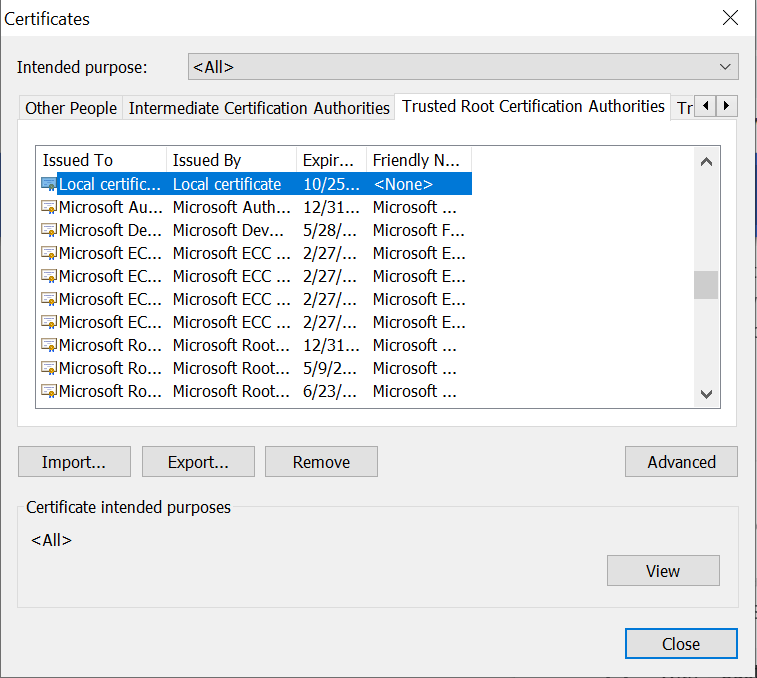 Certificates
Intended purpose: <All>
Other People Intermediate Certification Authorities Trusted Root Certification Authorities Tr
Issued To Issued By Expir... Friendly N...
Local certific... Local certificate 10/25... <None>
Microsoft Au... Microsoft Auth... 12/31... Microsoft ...
Microsoft De... Microsoft Dev... 5/28/... Microsoft F...
Microsoft EC... Microsoft ECC ... 2/27/... Microsoft E...
Microsoft EC... Microsoft ECC ... 2/27/... Microsoft E...
Microsoft EC... Microsoft ECC ... 2/27/... Microsoft E...
Microsoft EC... Microsoft ECC ... 2/27/... Microsoft E...
Microsoft Ro... Microsoft Root... 12/31... Microsoft ...
Microsoft Ro... Microsoft Root... 5/9/2... Microsoft ...
Microsoft Ro... Microsoft Root... 6/23/... Microsoft ...
Import... Export... Remove Advanced
Certificate intended purposes
<All>
View
Close